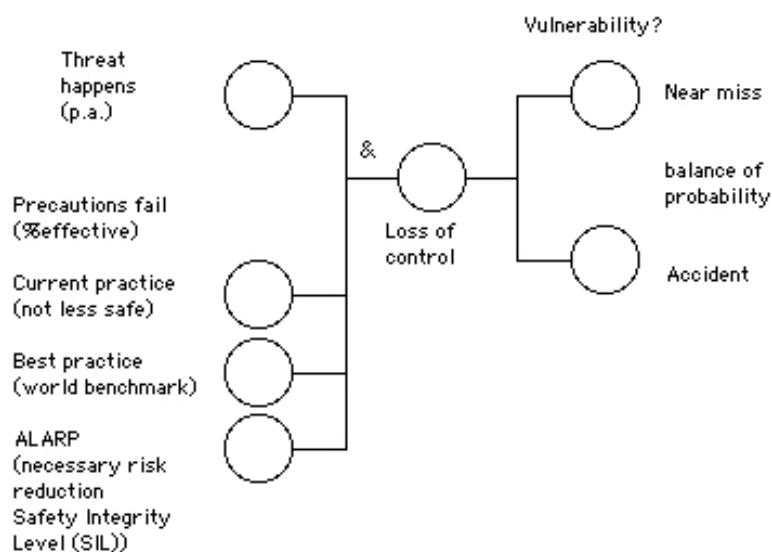 Vulnerability?
Threat
happens
(p.a.)
Near miss
&
balance of
probability
Precautions fail
(%effective)
Loss of
control
Current practice
(not less safe)
Accident
Best practice
(world benchmark)
ALARP
(necessary risk
reduction
Safety Integrity
Level (SIL))